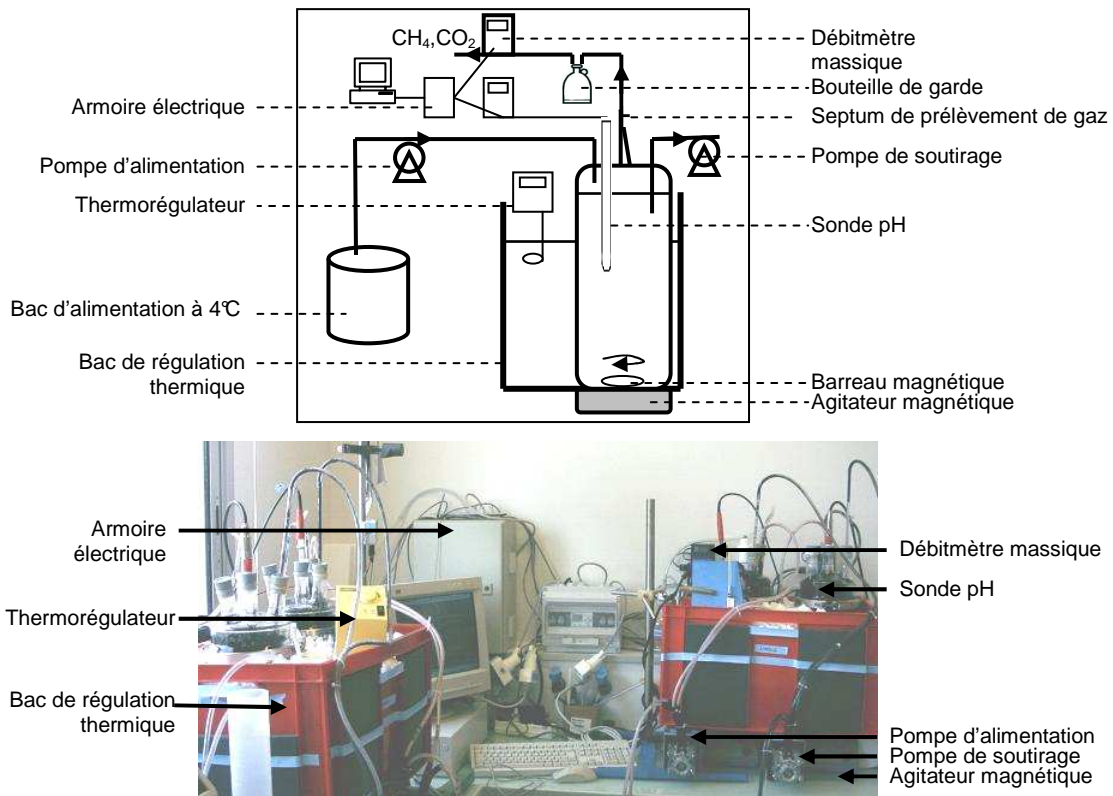 CH₄,CO₂
Débitmètre
massique
Bouteille de garde
Armoire électrique
Septum de prélèvement de gaz
Pompe d'alimentation
Pompe de soutirage
Thermorégulateur
Sonde pH
Bac d'alimentation à 4°C
Bac de régulation
thermique
Barreau magnétique
Agitateur magnétique
Armoire
électrique
Débitmètre massique
Sonde pH
Thermorégulateur
Bac de régulation
thermique
Pompe d'alimentation
Pompe de soutirage
Agitateur magnétique